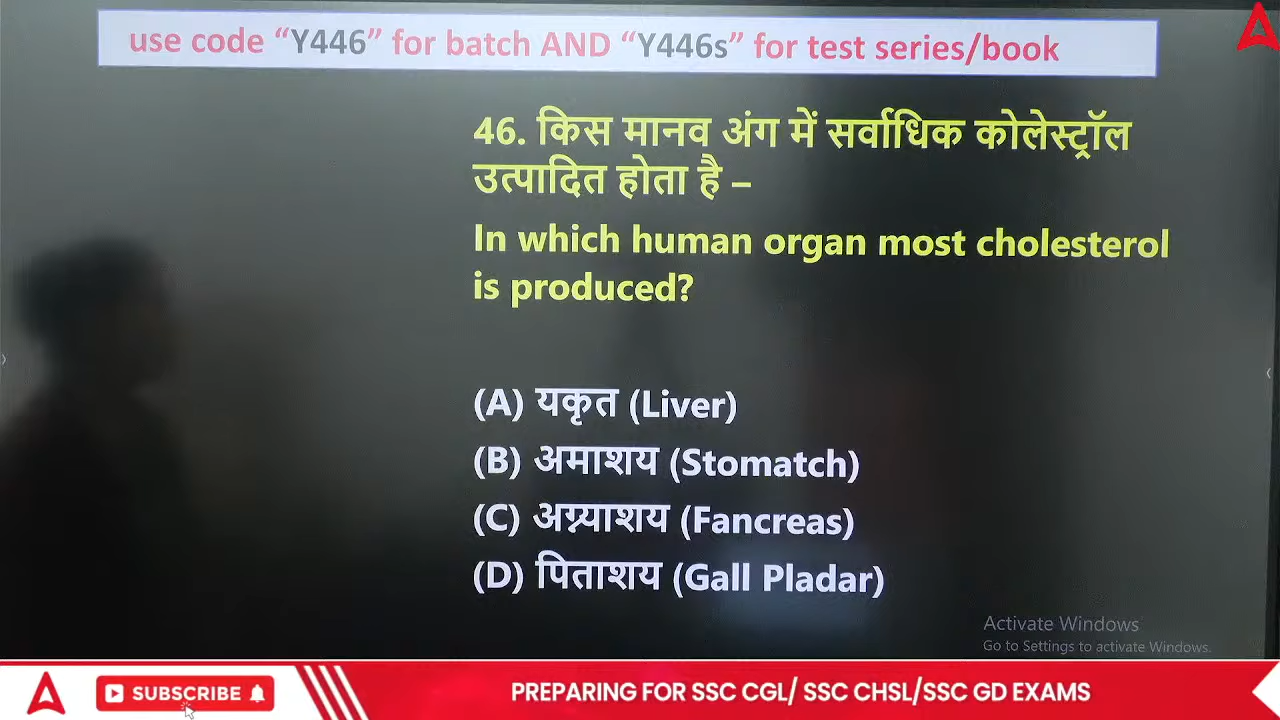 use code “Y446” for batch AND “Y446s” for test series/book
46. किस मानव अंग में सर्वाधिक कोलेस्ट्रॉल
उत्पादित होता है –
In which human organ most cholesterol
is produced?
(A) यकृत (Liver)
(B) अमाशय (Stomatch)
(C) अग्न्याशय (Fancreas)
(D) पिताशय (Gall Pladar)
Activate Windows
Go to Settings to activate Windows.
SUBSCRIBE
PREPARING FOR SSC CGL/ SSC CHSL/SSC GD EXAMS